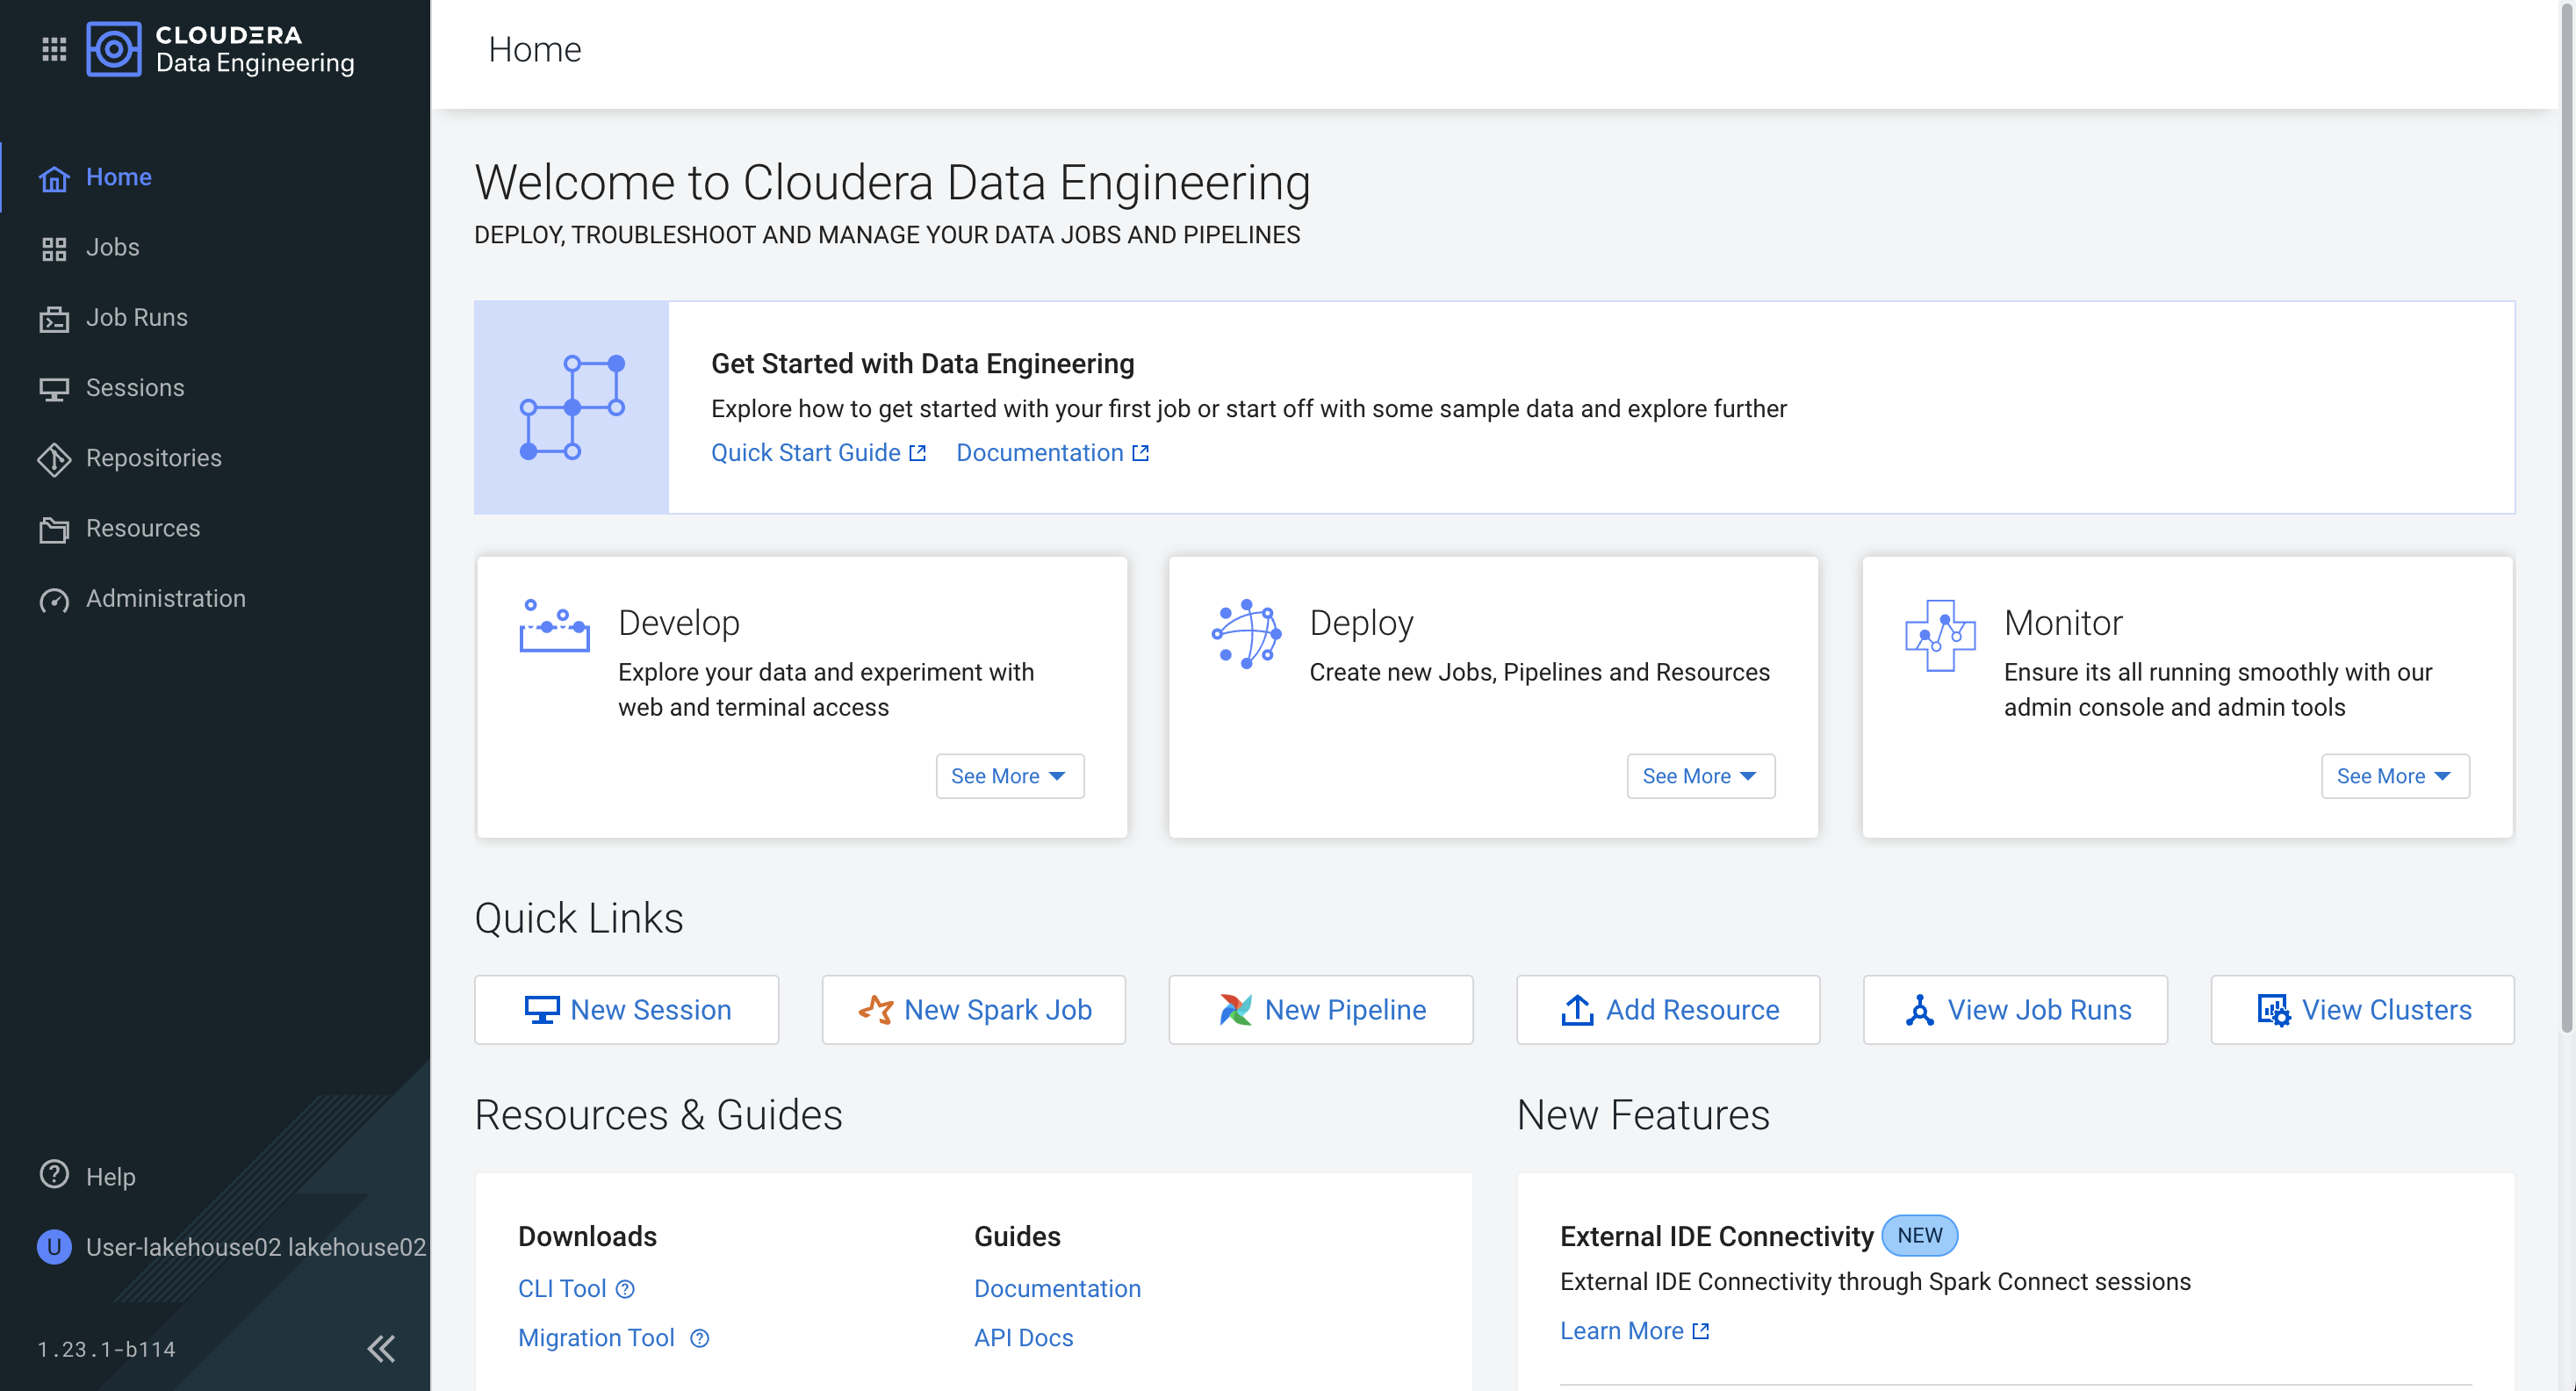 CLOUDERA
Data Engineering
Home
Jobs
Job Runs
Sessions
Repositories
Resources
Administration
Help
U
User-lakehouse02 lakehouse02
1.23.1-b114
Home
Welcome to Cloudera Data Engineering
DEPLOY, TROUBLESHOOT AND MANAGE YOUR DATA JOBS AND PIPELINES
Get Started with Data Engineering
Explore how to get started with your first job or start off with some sample data and explore further
Quick Start Guide Documentation
Develop
Explore your data and experiment with
web and terminal access
See More
Deploy
Create new Jobs, Pipelines and Resources
See More
Monitor
Ensure its all running smoothly with our
admin console and admin tools
See More
Quick Links
New Session
New Spark Job
New Pipeline
Add Resource
View Job Runs
View Clusters
Resources & Guides
Downloads
CLI Tool ?
Migration Tool ?
Guides
Documentation
API Docs
New Features
External IDE Connectivity NEW
External IDE Connectivity through Spark Connect sessions
Learn More